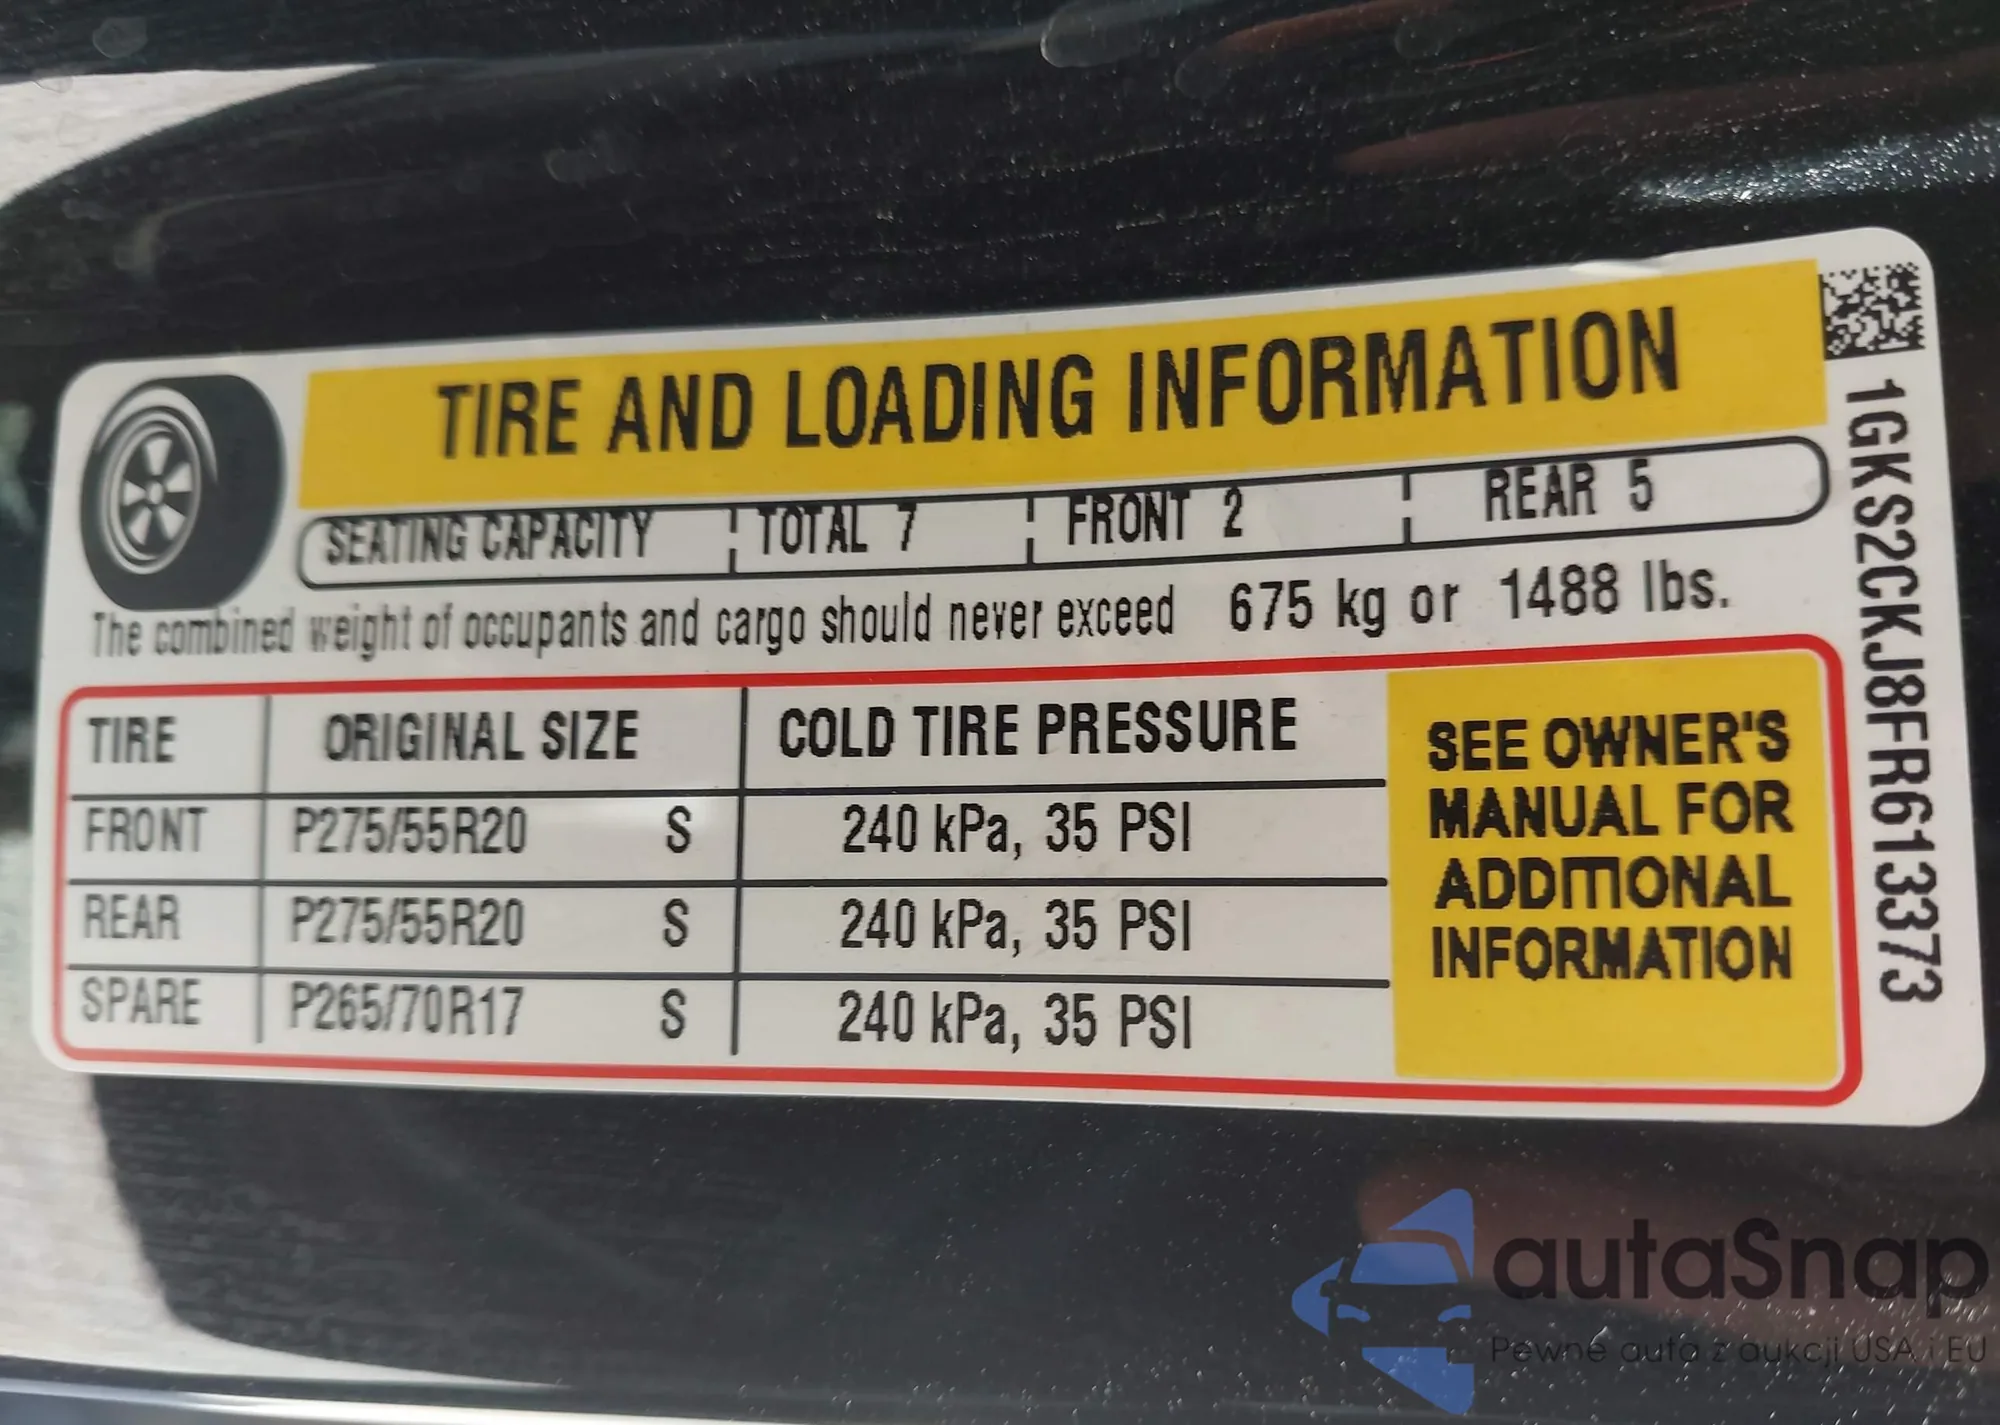 TIRE AND LOADING INFORMATION
SEATING CAPACITY TOTAL 7 FRONT 2 REAR 5
The combined weight of occupants and cargo should never exceed 675 kg or 1488 lbs.
TIRE ORIGINAL SIZE COLD TIRE PRESSURE
FRONT P275/55R20 S 240 kPa, 35 PSI
REAR P275/55R20 S 240 kPa, 35 PSI
SPARE P265/70R17 S 240 kPa, 35 PSI
SEE OWNER'S
MANUAL FOR
ADDITIONAL
INFORMATION
1GKS2CKJ8FR613373
autaSnap
Pewne auta z aukcji USA i EU